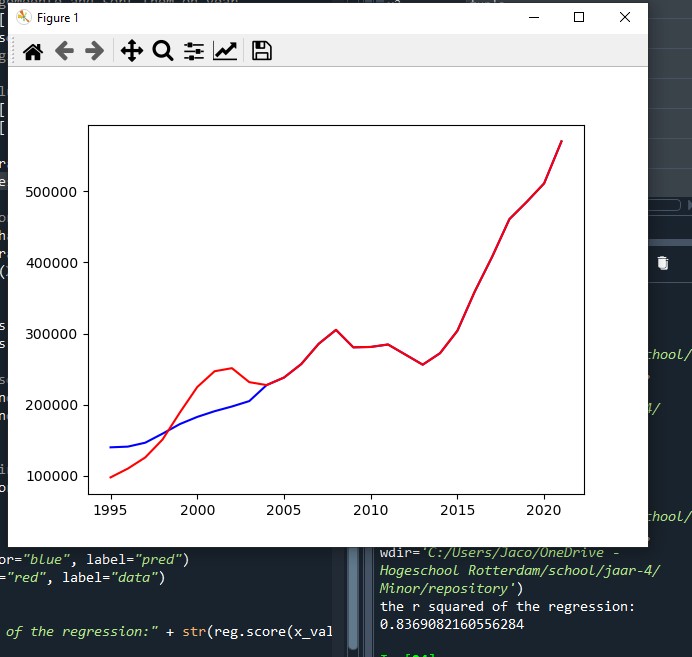 Figure 1
500000
400000
300000
200000
100000
1995
2000
2005
2010
2015
2020
or="blue", label="pred")
="red", label="data")
of the regression:" + str(reg.score(x_val
chool/
4/
chool/
wdir='C:/Users/Jaco/OneDrive -
Hogeschool Rotterdam/school/jaar-4/
Minor/repository')
the r squared of the regression:
0.8369082160556284